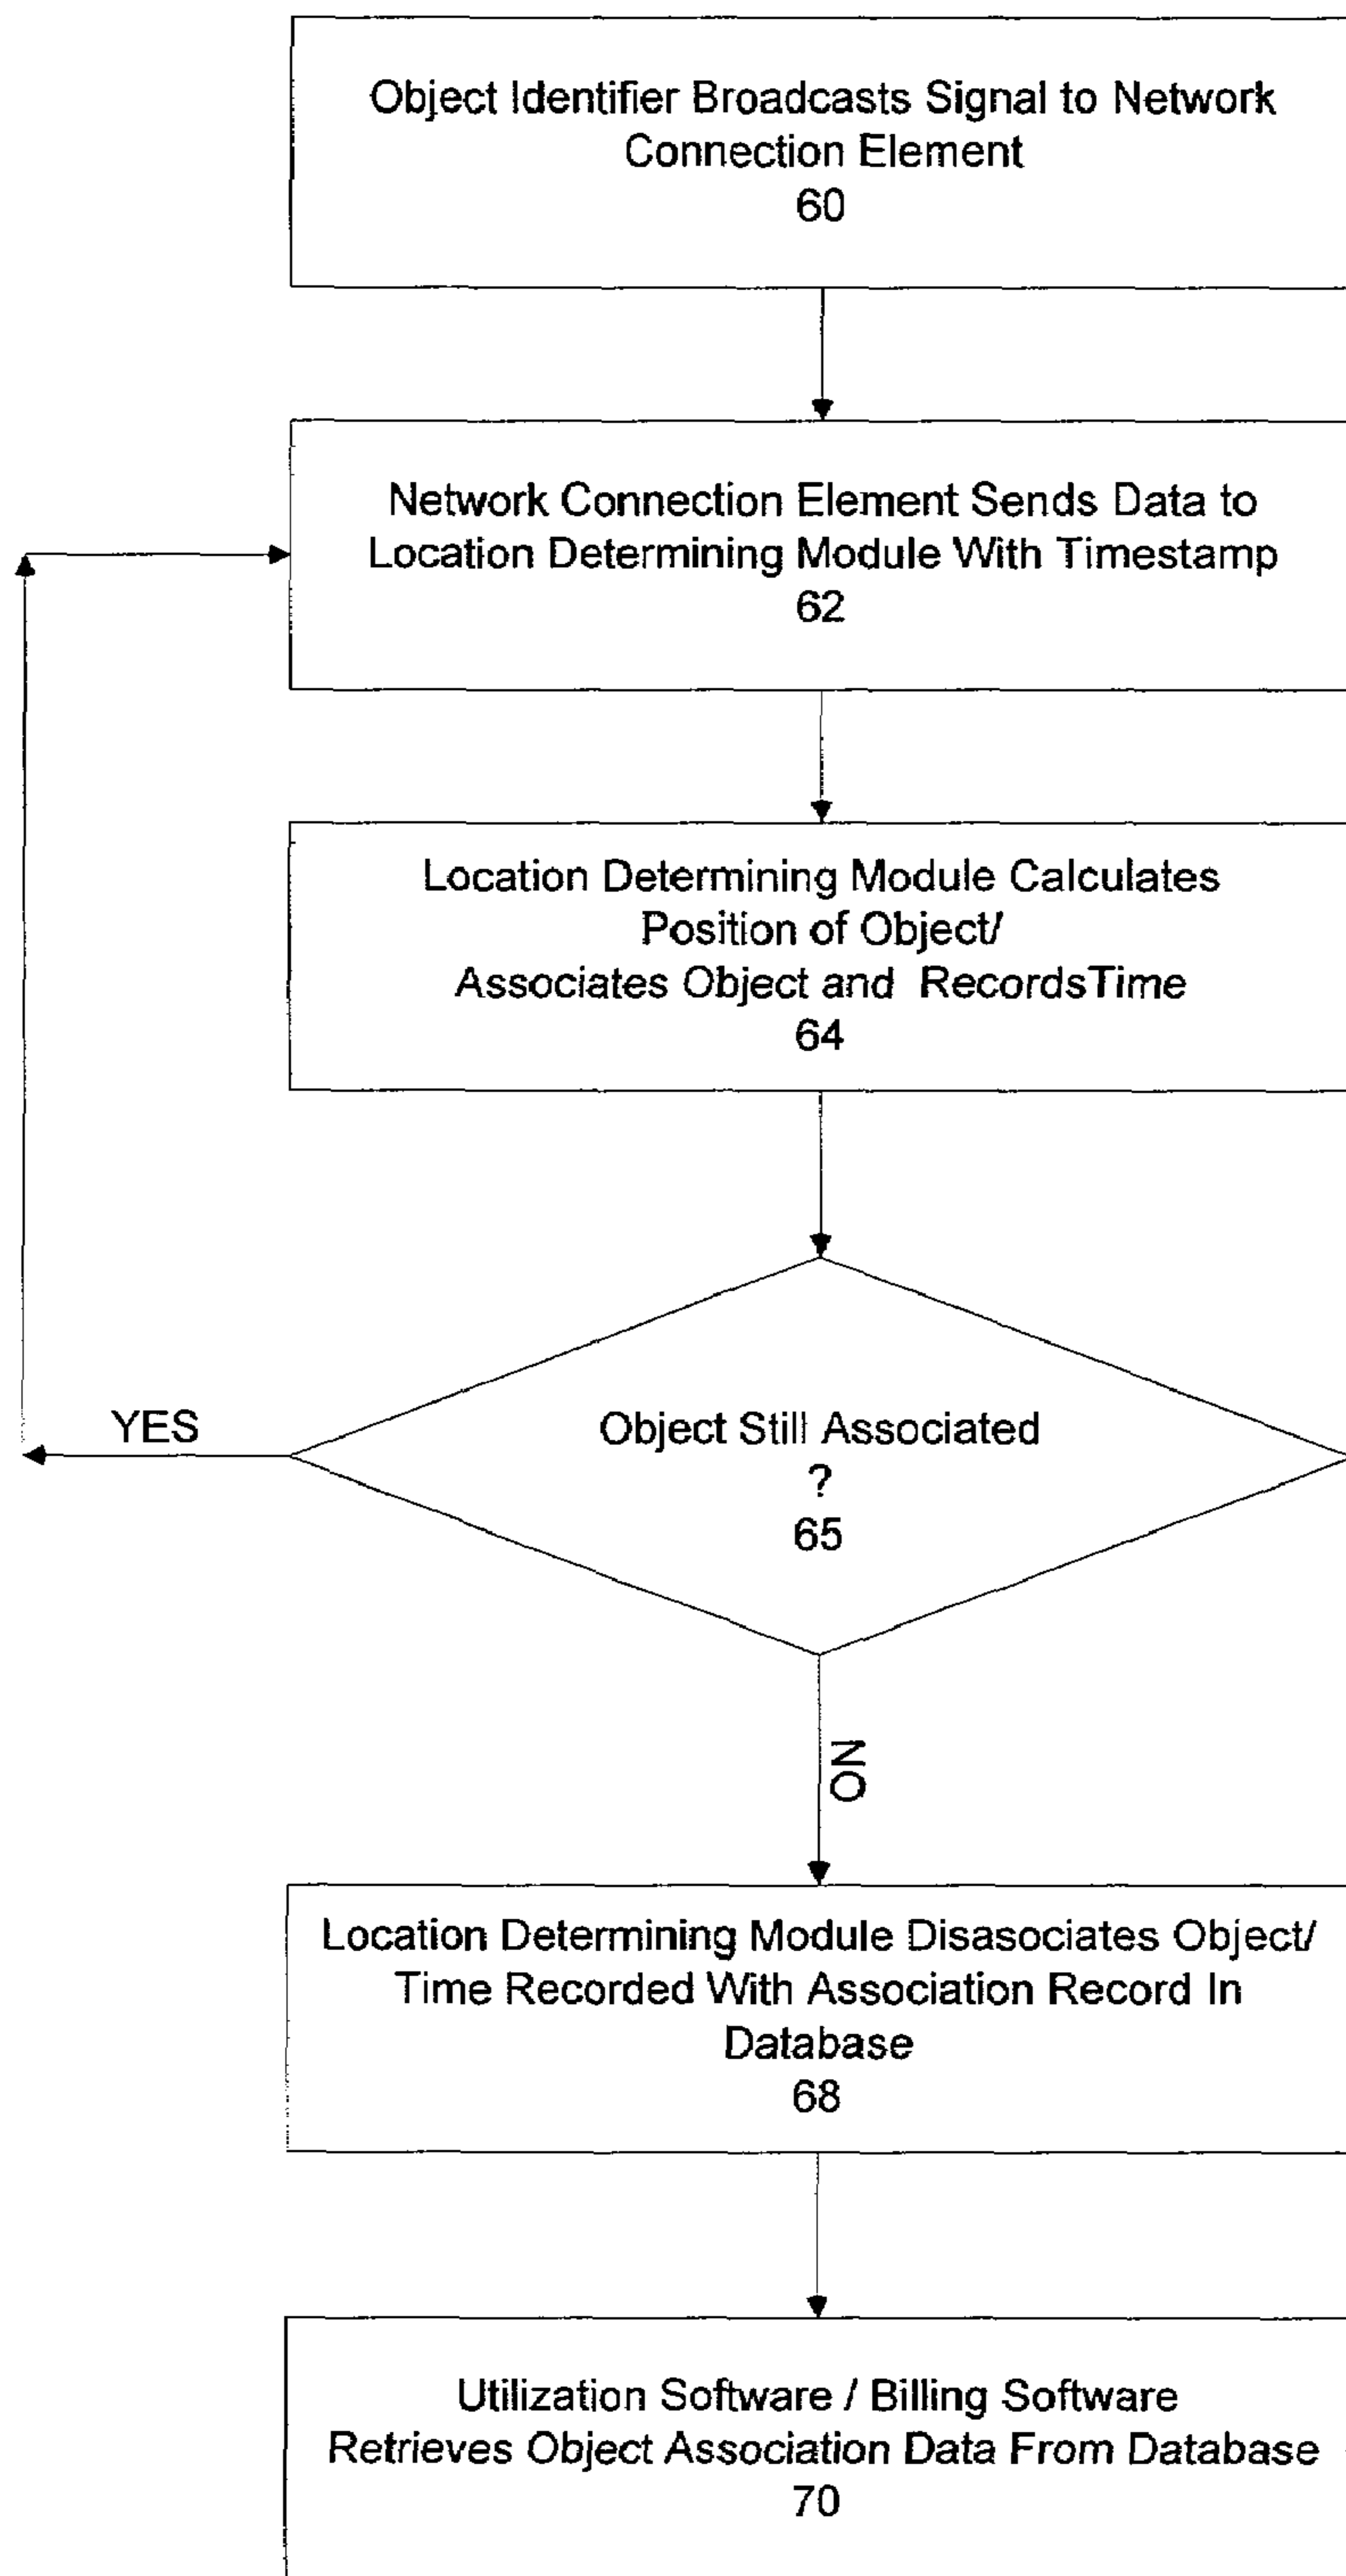 Object Identifier Broadcasts Signal to Network
Connection Element
60
Network Connection Element Sends Data to
Location Determining Module With Timestamp
62
Location Determining Module Calculates
Position of Object/
Associates Object and RecordsTime
64
YES
Object Still Associated
?
65
NO
Location Determining Module Disasociates Object/
Time Recorded With Association Record In
Database
68
Utilization Software / Billing Software
Retrieves Object Association Data From Database
70